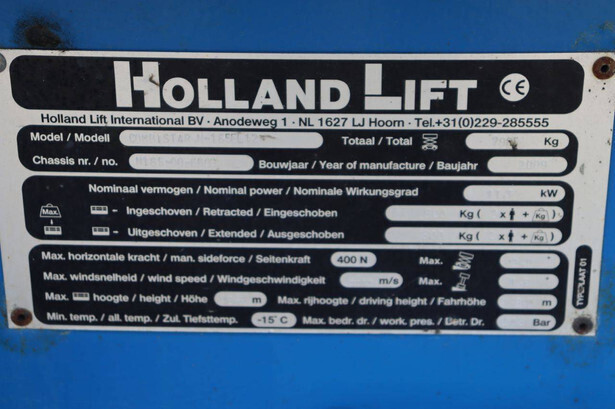 HOLLAND LIFT CE
Holland Lift International BV · Anodeweg 1 · NL 1627 LJ Hoorn · Tel.+31(0)229-285555
Model / Modell Totaal / Total Kg
Chassis nr. / no. Bouwjaar / Year of manufacture / Baujahr
Nominaal vermogen / Nominal power / Nominale Wirkungsgrad kW
Max. - Ingeschoven / Retracted / Eingeschoben Kg ( x + Kg )
- Uitgeschoven / Extended / Ausgeschoben Kg ( x + Kg )
Max. horizontale kracht / man. sideforce / Seitenkraft 400 N Max. °
Max. windsnelheid / wind speed / Windgeschwindigkeit m/s Max. °
Max. hoogte / height / Höhe m Max. rijhoogte / driving height / Fahrhöhe m
Min. temp. / all. temp. / Zul. Tiefsttemp. -15°C Max. bedr. dr. / work. pres. / Betr. Dr. Bar
TYPEPLAAT 01